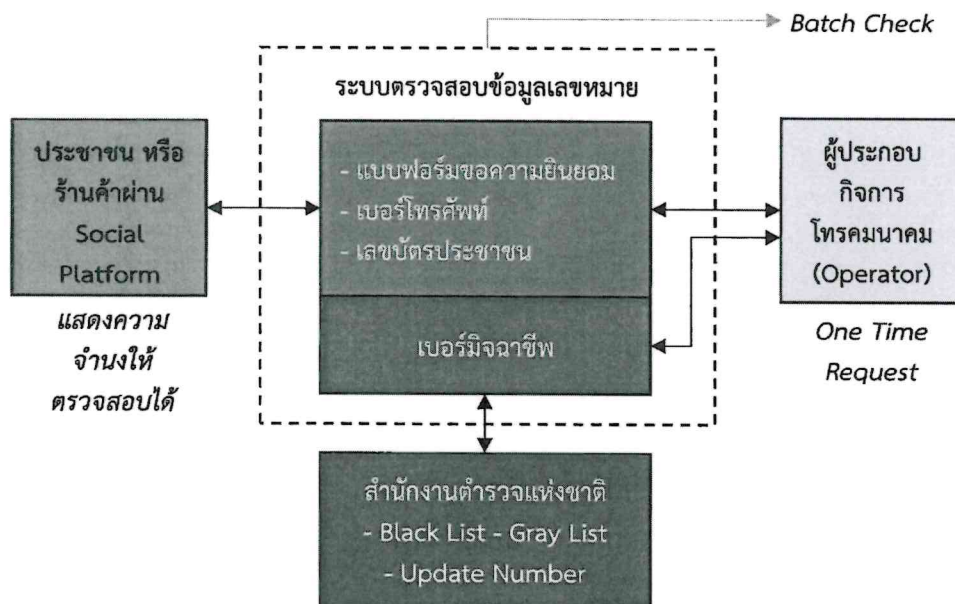 Batch Check
ระบบตรวจสอบข้อมูลเลขหมาย
ประชาชน หรือ
ร้านค้าผ่าน
Social
Platform
แสดงความ
จำนงให้
ตรวจสอบได้
- แบบฟอร์มขอความยินยอม
- เบอร์โทรศัพท์
- เลขบัตรประชาชน
เบอร์มิจฉาชีพ
ผู้ประกอบ
กิจการ
โทรคมนาคม
(Operator)
One Time
Request
สำนักงานตำรวจแห่งชาติ
- Black List - Gray List
- Update Number